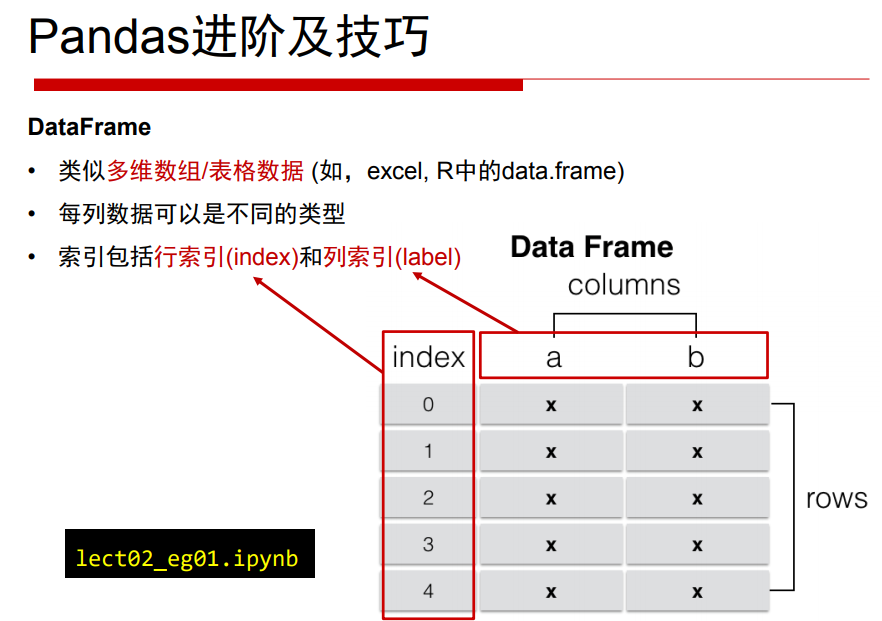 Pandas进阶及技巧
DataFrame
• 类似多维数组/表格数据 (如，excel, R中的data.frame)
• 每列数据可以是不同的类型
• 索引包括行索引(index)和列索引(label)
Data Frame
columns
index a b
0 x x
1 x x
2 x x
3 x x
4 x x
rows
lect02_eg01.ipynb